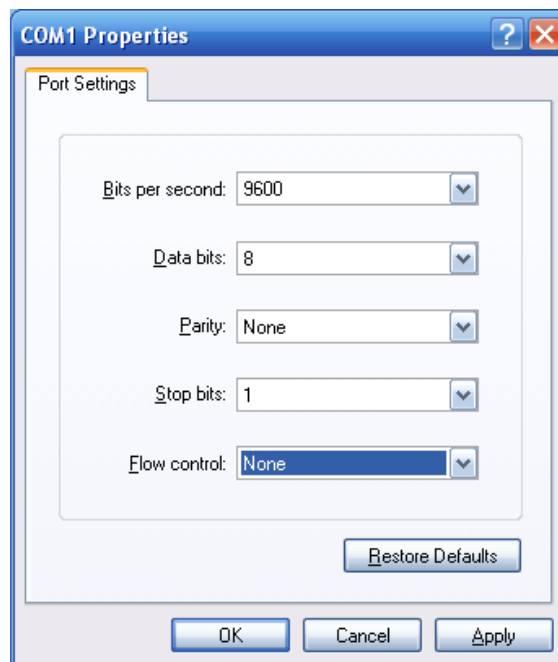 COM1 Properties
Port Settings
Bits per second: 9600
Data bits: 8
Parity: None
Stop bits: 1
Flow control: None
Restore Defaults
OK Cancel Apply